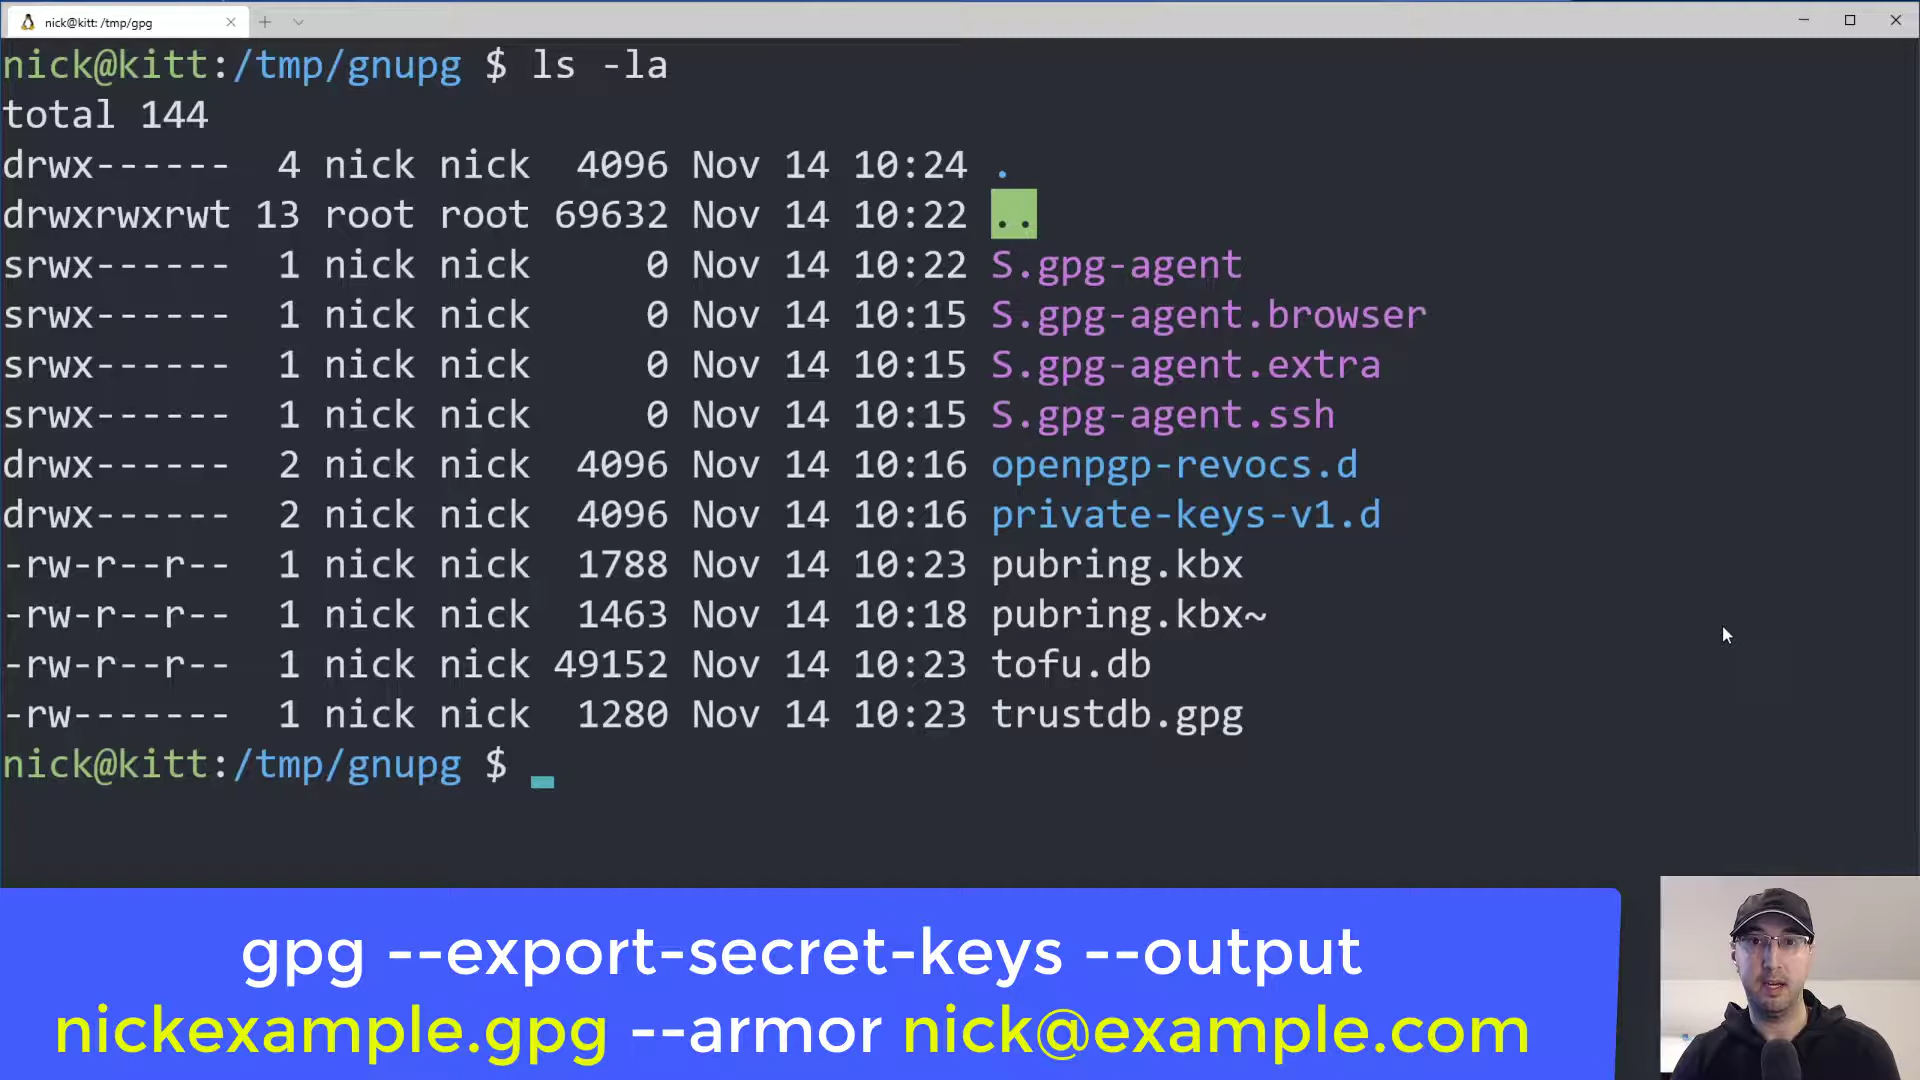 nick@kitt: /tmp/gpg
nick@kitt:/tmp/gnupg $ ls -la
total 144
drwx------  4 nick nick  4096 Nov 14 10:24 .
drwxrwxrwt 13 root root 69632 Nov 14 10:22 ..
srwx------  1 nick nick     0 Nov 14 10:22 S.gpg-agent
srwx------  1 nick nick     0 Nov 14 10:15 S.gpg-agent.browser
srwx------  1 nick nick     0 Nov 14 10:15 S.gpg-agent.extra
srwx------  1 nick nick     0 Nov 14 10:15 S.gpg-agent.ssh
drwx------  2 nick nick  4096 Nov 14 10:16 openpgp-revocs.d
drwx------  2 nick nick  4096 Nov 14 10:16 private-keys-v1.d
-rw-r--r--  1 nick nick  1788 Nov 14 10:23 pubring.kbx
-rw-r--r--  1 nick nick  1463 Nov 14 10:18 pubring.kbx~
-rw-r--r--  1 nick nick 49152 Nov 14 10:23 tofu.db
-rw-------  1 nick nick  1280 Nov 14 10:23 trustdb.gpg
nick@kitt:/tmp/gnupg $
gpg --export-secret-keys --output
nickexample.gpg --armor nick@example.com